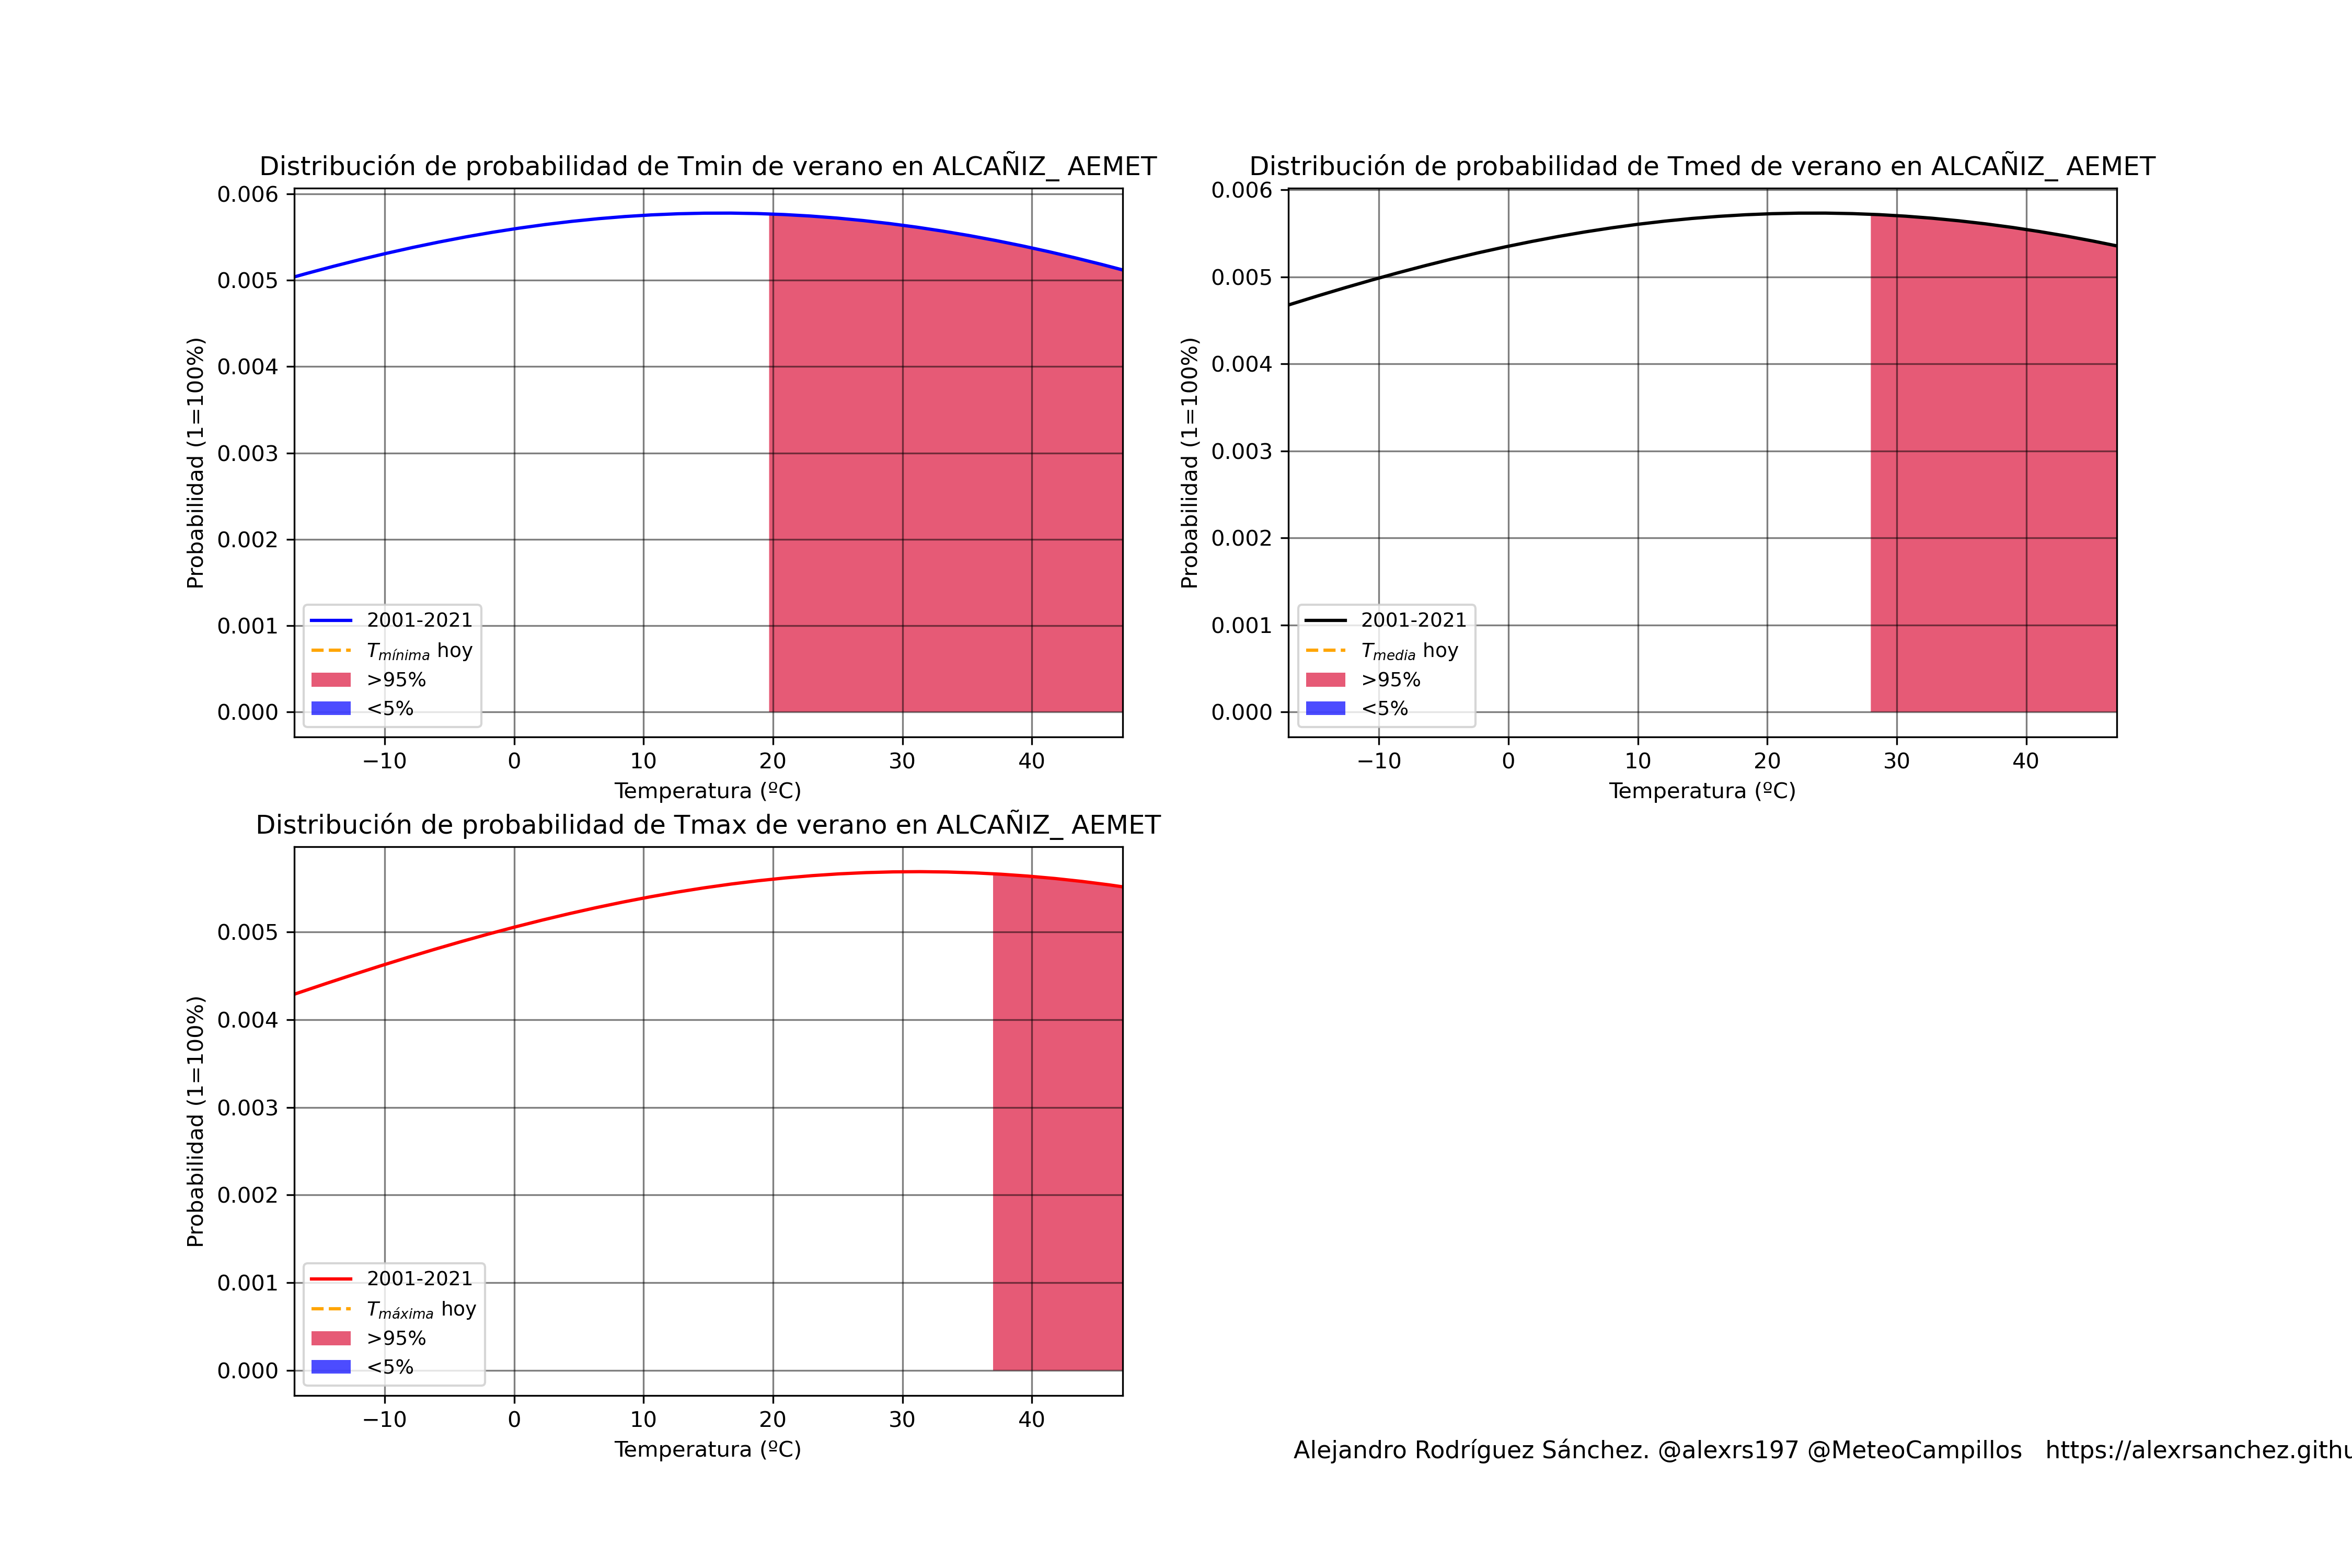 Distribución de probabilidad de Tmin de verano en ALCAÑIZ_ AEMET
0.006
0.005
0.004
0.003
0.002
0.001
0.000
Probabilidad (1=100%)
2001-2021
Tmínima hoy
>95%
<5%
−10 0 10 20 30 40
Temperatura (ºC)
Distribución de probabilidad de Tmed de verano en ALCAÑIZ_ AEMET
0.006
0.005
0.004
0.003
0.002
0.001
0.000
Probabilidad (1=100%)
2001-2021
Tmedia hoy
>95%
<5%
−10 0 10 20 30 40
Temperatura (ºC)
Distribución de probabilidad de Tmax de verano en ALCAÑIZ_ AEMET
0.005
0.004
0.003
0.002
0.001
0.000
Probabilidad (1=100%)
2001-2021
Tmáxima hoy
>95%
<5%
−10 0 10 20 30 40
Temperatura (ºC)
Alejandro Rodríguez Sánchez. @alexrs197 @MeteoCampillos https://alexrsanchez.githu